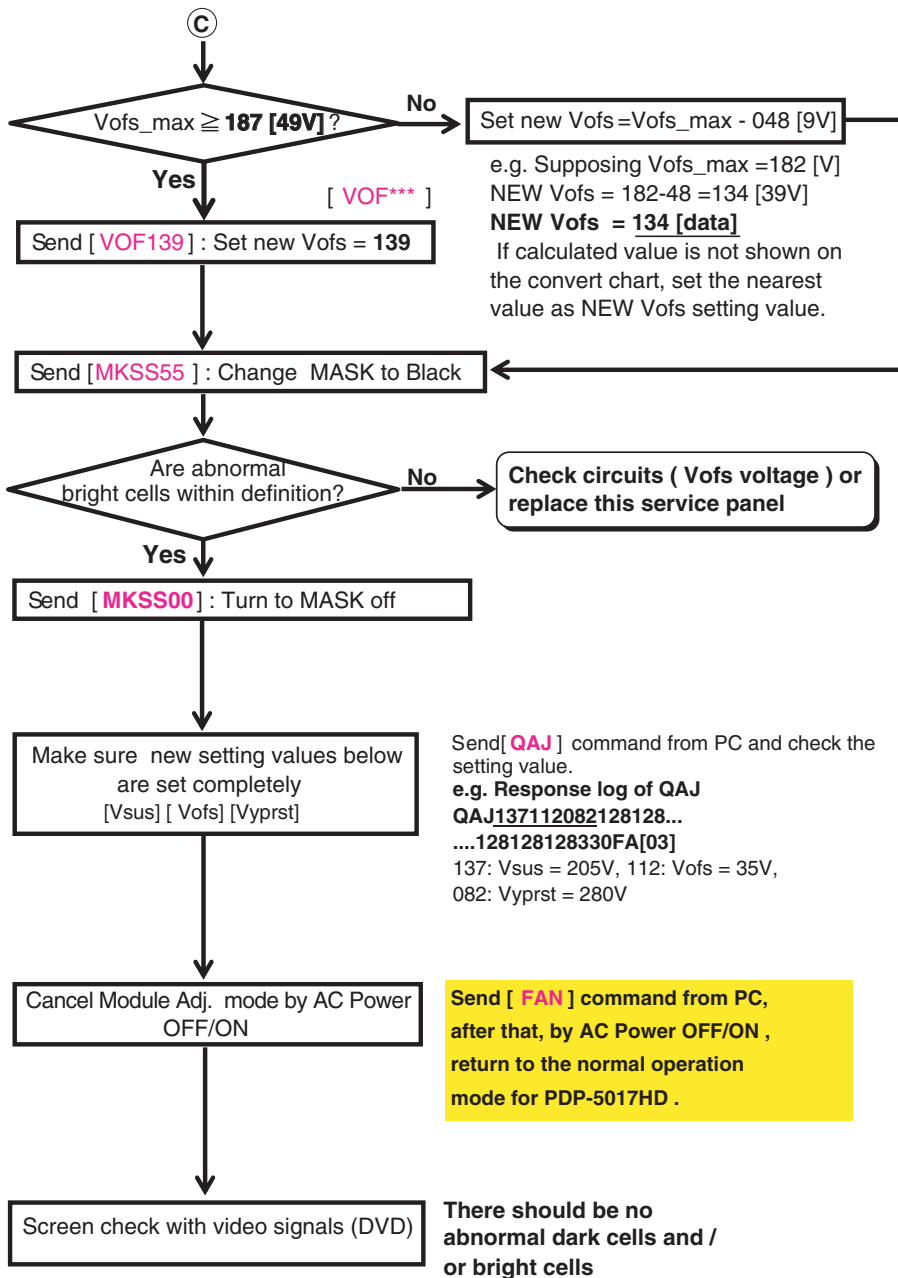 C
Vofs_max ≧ 187 [49V] ?
No
Set new Vofs =Vofs_max - 048 [9V]
e.g. Supposing Vofs_max =182 [V]
NEW Vofs = 182-48 =134 [39V]
NEW Vofs = 134 [data]
If calculated value is not shown on
the convert chart, set the nearest
value as NEW Vofs setting value.
Yes
[ VOF*** ]
Send [ VOF139 ] : Set new Vofs = 139
Send [MKSS55 ] : Change MASK to Black
Are abnormal
bright cells within definition?
No
Check circuits ( Vofs voltage ) or
replace this service panel
Yes
Send [ MKSS00 ] : Turn to MASK off
Make sure new setting values below
are set completely
[Vsus] [ Vofs] [Vyprst]
Send[ QAJ ] command from PC and check the
setting value.
e.g. Response log of QAJ
QAJ137112082128128...
....128128128330FA[03]
137: Vsus = 205V, 112: Vofs = 35V,
082: Vyprst = 280V
Cancel Module Adj. mode by AC Power
OFF/ON
Send [ FAN ] command from PC,
after that, by AC Power OFF/ON ,
return to the normal operation
mode for PDP-5017HD .
Screen check with video signals (DVD)
There should be no
abnormal dark cells and /
or bright cells